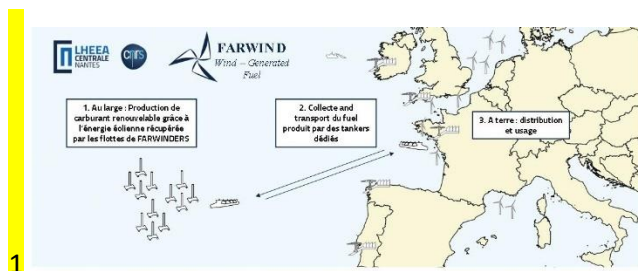 LHEEA
CENTRALE
NANTES
cnrs
FARWIND
Wind – Generated
Fuel
1. Au large : Production de
carburant renouvelable grâce à
l'énergie éolienne récupérée
par les flottes de FARWINDERS
2. Collecte and
transport du fuel
produit par des tankers
dédiés
3. A terre : distribution
et usage
1